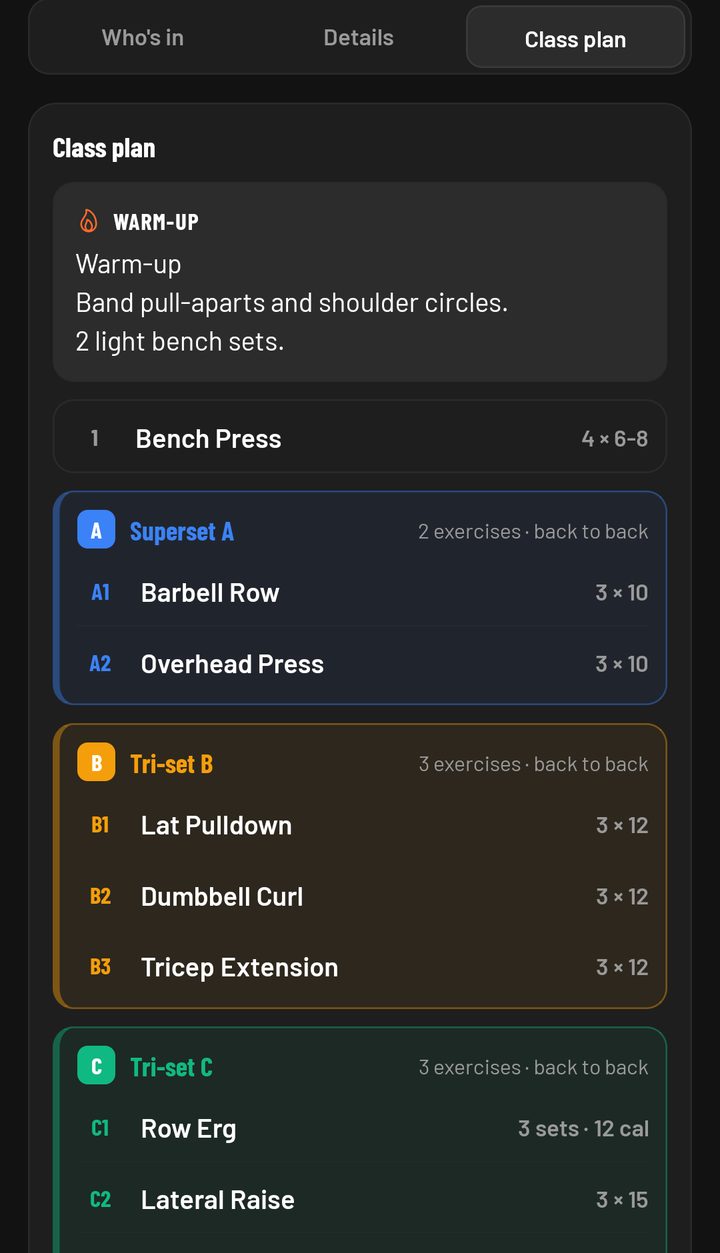 Who's in Details Class plan
Class plan
WARM-UP
Warm-up
Band pull-aparts and shoulder circles.
2 light bench sets.
1 Bench Press 4 × 6-8
A Superset A 2 exercises · back to back
A1 Barbell Row 3 × 10
A2 Overhead Press 3 × 10
B Tri-set B 3 exercises · back to back
B1 Lat Pulldown 3 × 12
B2 Dumbbell Curl 3 × 12
B3 Tricep Extension 3 × 12
C Tri-set C 3 exercises · back to back
C1 Row Erg 3 sets · 12 cal
C2 Lateral Raise 3 × 15